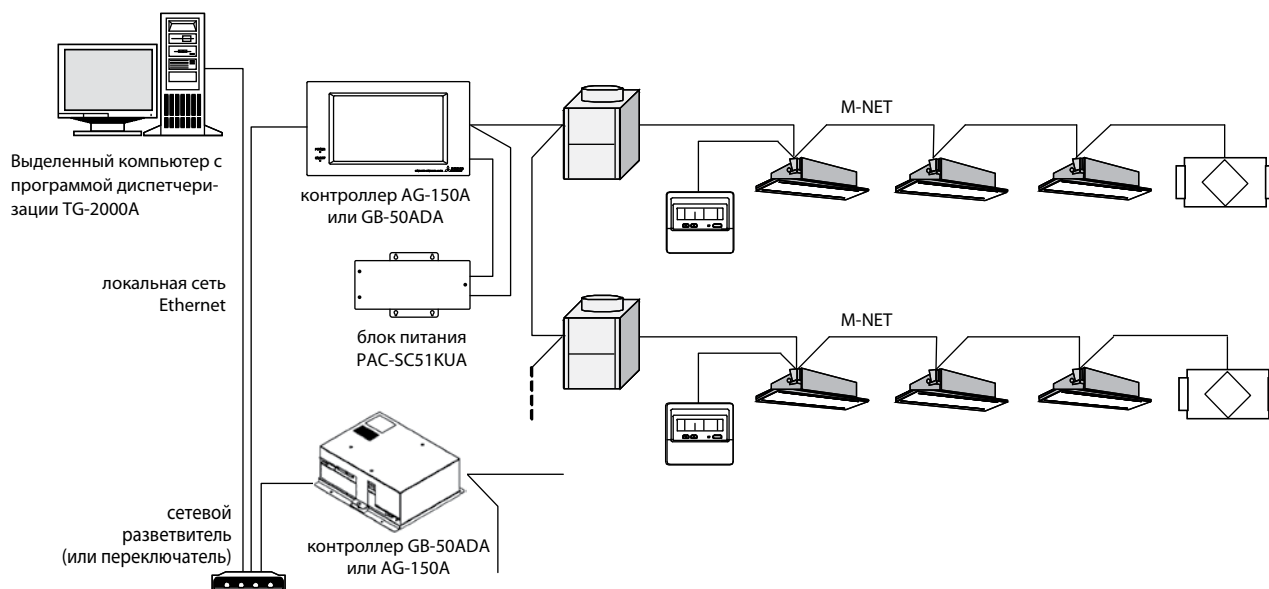 Выделенный компьютер с
программой диспетчери-
зации TG-2000A
контроллер AG-150A
или GB-50ADA
M-NET
локальная сеть
Ethernet
блок питания
PAC-SC51KUA
M-NET
сетевой
разветвитель
(или переключатель)
контроллер GB-50ADA
или AG-150A